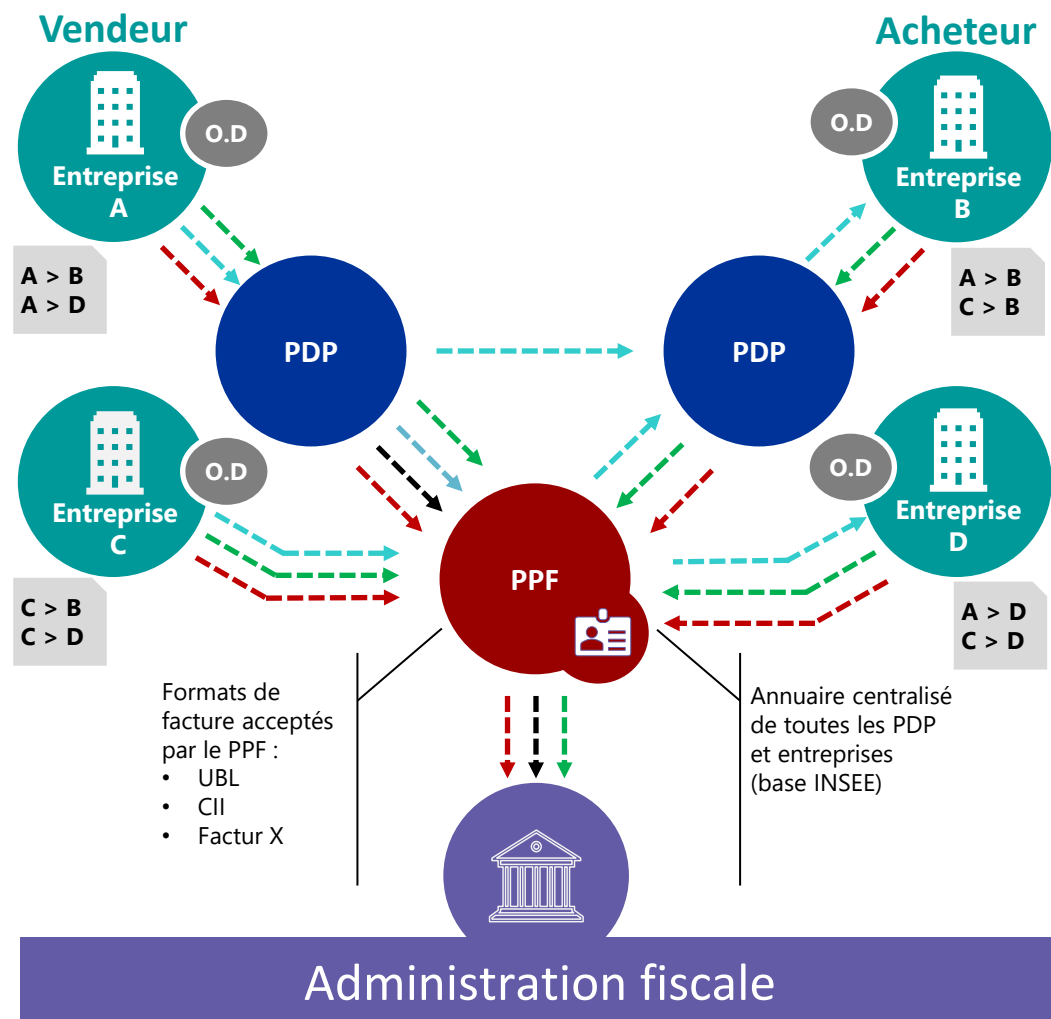 Vendeur
Acheteur
O.D
Entreprise
A
O.D
Entreprise
B
A > B
A > D
A > B
C > B
PDP
PDP
O.D
Entreprise
C
O.D
Entreprise
D
C > B
C > D
PPF
A > D
C > D
Formats de
facture acceptés
par le PPF :
• UBL
• CII
• Factur X
Annuaire centralisé
de toutes les PDP
et entreprises
(base INSEE)
Administration fiscale